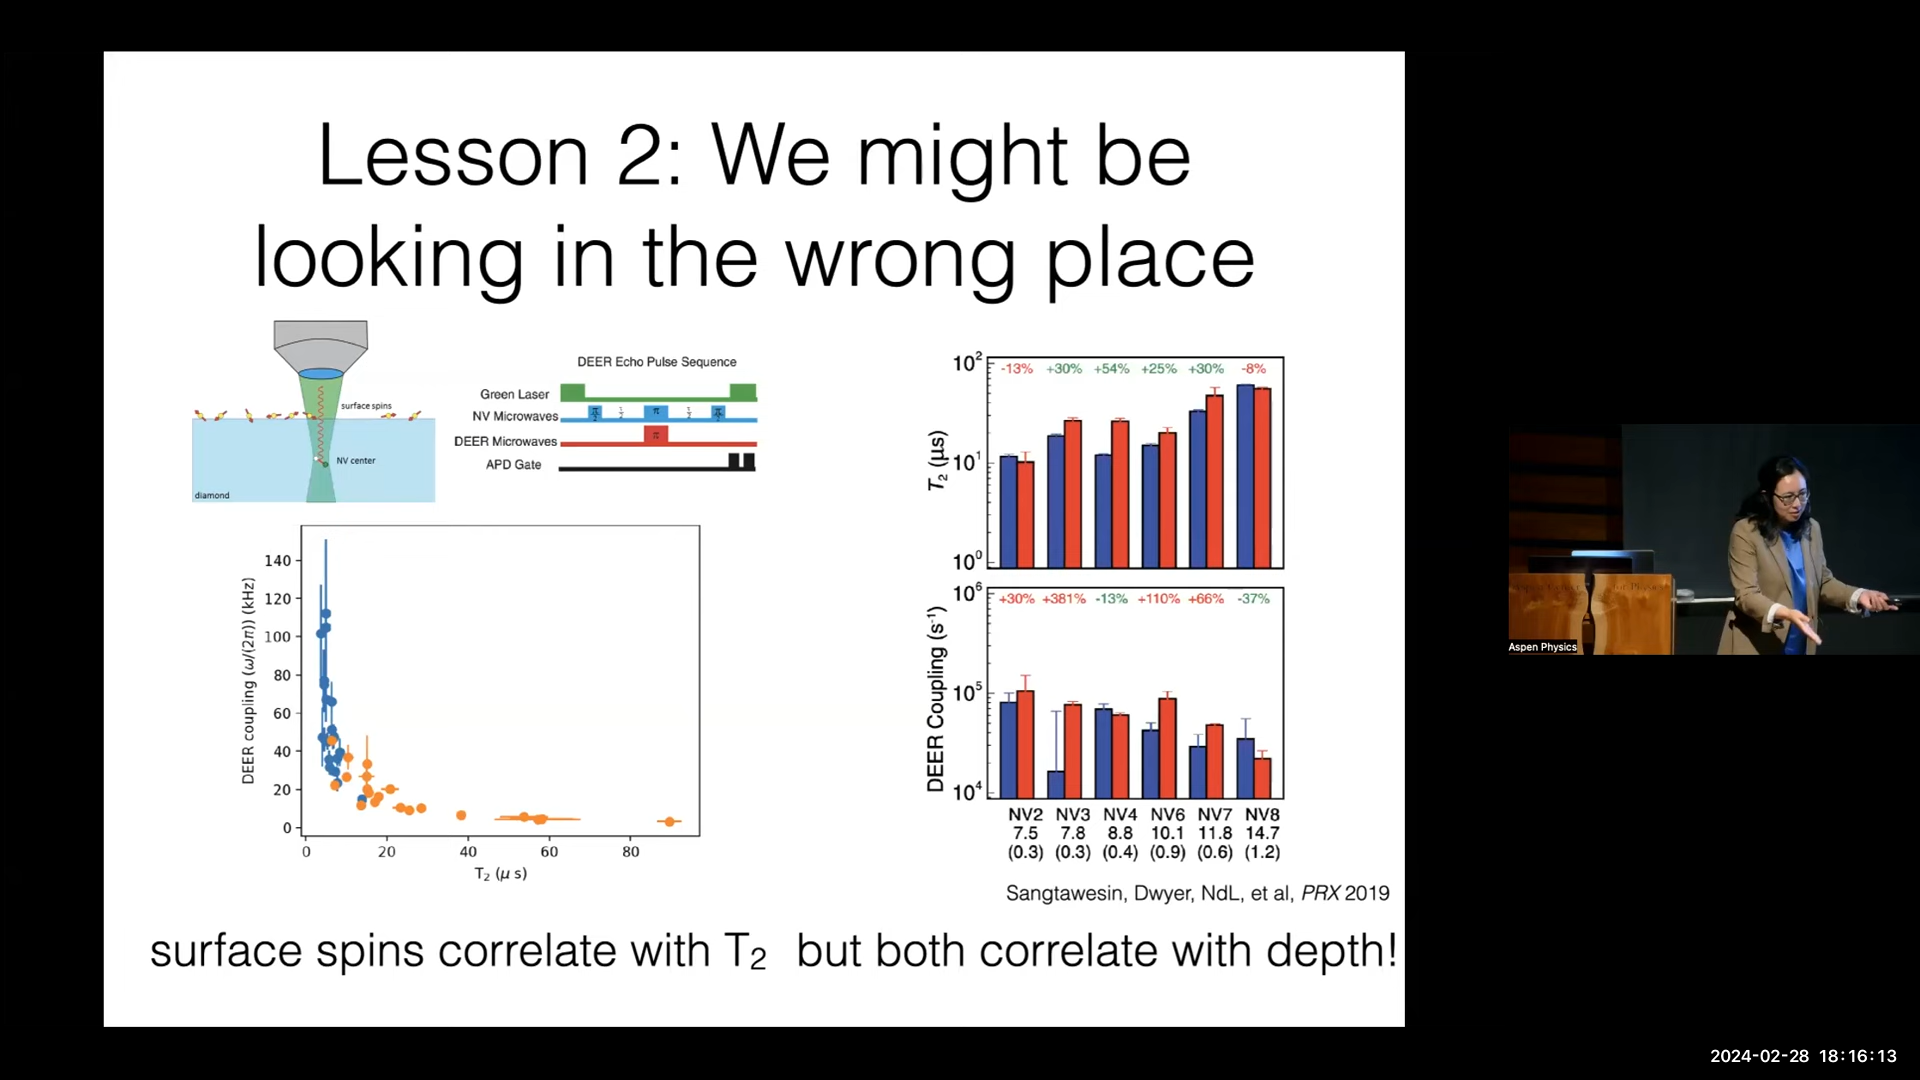 Lesson 2: We might be
looking in the wrong place
surface spins
NV center
diamond
DEER Echo Pulse Sequence
Green Laser
NV Microwaves
DEER Microwaves
APD Gate
DEER coupling (ω/(2π)) (kHz)
140
120
100
80
60
40
20
0
0 20 40 60 80
T₂ (μ s)
T₂ (μs)
10²
10¹
10⁰
-13% +30% +54% +25% +30% -8%
DEER Coupling (s⁻¹)
10⁶
10⁵
10⁴
+30% +381% -13% +110% +66% -37%
NV2 NV3 NV4 NV6 NV7 NV8
7.5 7.8 8.8 10.1 11.8 14.7
(0.3) (0.3) (0.4) (0.9) (0.6) (1.2)
Sangtawesin, Dwyer, NdL, et al, PRX 2019
surface spins correlate with T₂ but both correlate with depth!
Aspen Physics
2024-02-28 18:16:13